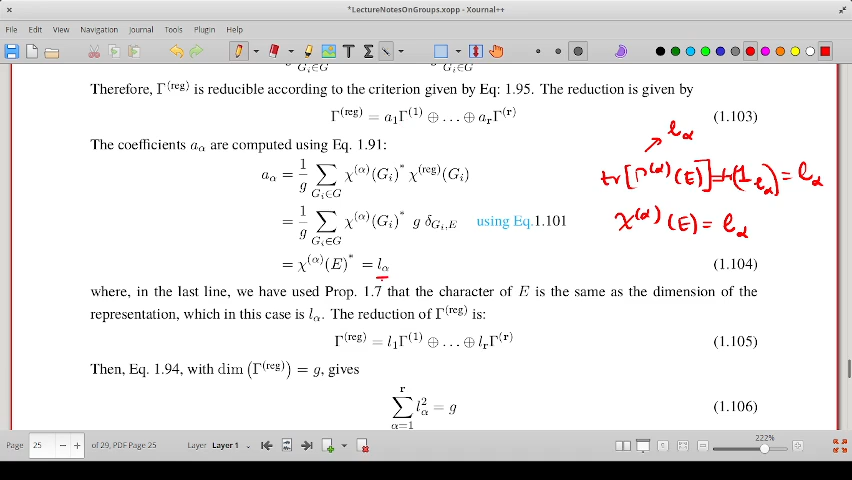 *LectureNotesOnGroups.xopp - Xournal++
File Edit View Navigation Journal Tools Plugin Help
G_i∈G G_i∈G
Therefore, Γ^(reg) is reducible according to the criterion given by Eq: 1.95. The reduction is given by
Γ^(reg) = a_1Γ^(1) ⊕ … ⊕ a_rΓ^(r) (1.103)
l_α
The coefficients a_α are computed using Eq. 1.91:
a_α = 1/g ∑_{G_i∈G} χ^(α)(G_i)^* χ^(reg)(G_i)
tr[Γ^(α)(E)] = tr(1_{l_α}) = l_α
= 1/g ∑_{G_i∈G} χ^(α)(G_i)^* g δ_{G_i,E} using Eq.1.101
χ^(α)(E) = l_α
= χ^(α)(E)^* = l_α (1.104)
where, in the last line, we have used Prop. 1.7 that the character of E is the same as the dimension of the
representation, which in this case is l_α. The reduction of Γ^(reg) is:
Γ^(reg) = l_1Γ^(1) ⊕ … ⊕ l_rΓ^(r) (1.105)
Then, Eq. 1.94, with dim (Γ^(reg)) = g, gives
∑_{α=1}^{r} l_α^2 = g (1.106)
Page 25 of 29, PDF Page 25 Layer Layer 1 222%